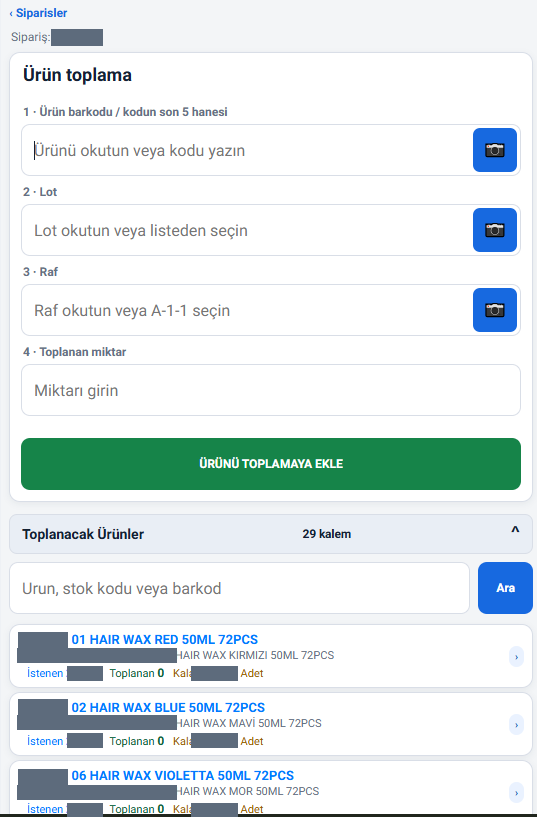 ‹ Siparisler
Sipariş:
Ürün toplama
1 · Ürün barkodu / kodun son 5 hanesi
Ürünü okutun veya kodu yazın
2 · Lot
Lot okutun veya listeden seçin
3 · Raf
Raf okutun veya A-1-1 seçin
4 · Toplanan miktar
Miktarı girin
ÜRÜNÜ TOPLAMAYA EKLE
Toplanacak Ürünler 29 kalem ^
Urun, stok kodu veya barkod Ara
01 HAIR WAX RED 50ML 72PCS
HAIR WAX KIRMIZI 50ML 72PCS ›
İstenen Toplanan 0 Adet
02 HAIR WAX BLUE 50ML 72PCS
HAIR WAX MAVİ 50ML 72PCS ›
İstenen Toplanan 0 Adet
06 HAIR WAX VIOLETTA 50ML 72PCS
HAIR WAX MOR 50ML 72PCS ›
İstenen Toplanan 0 Adet